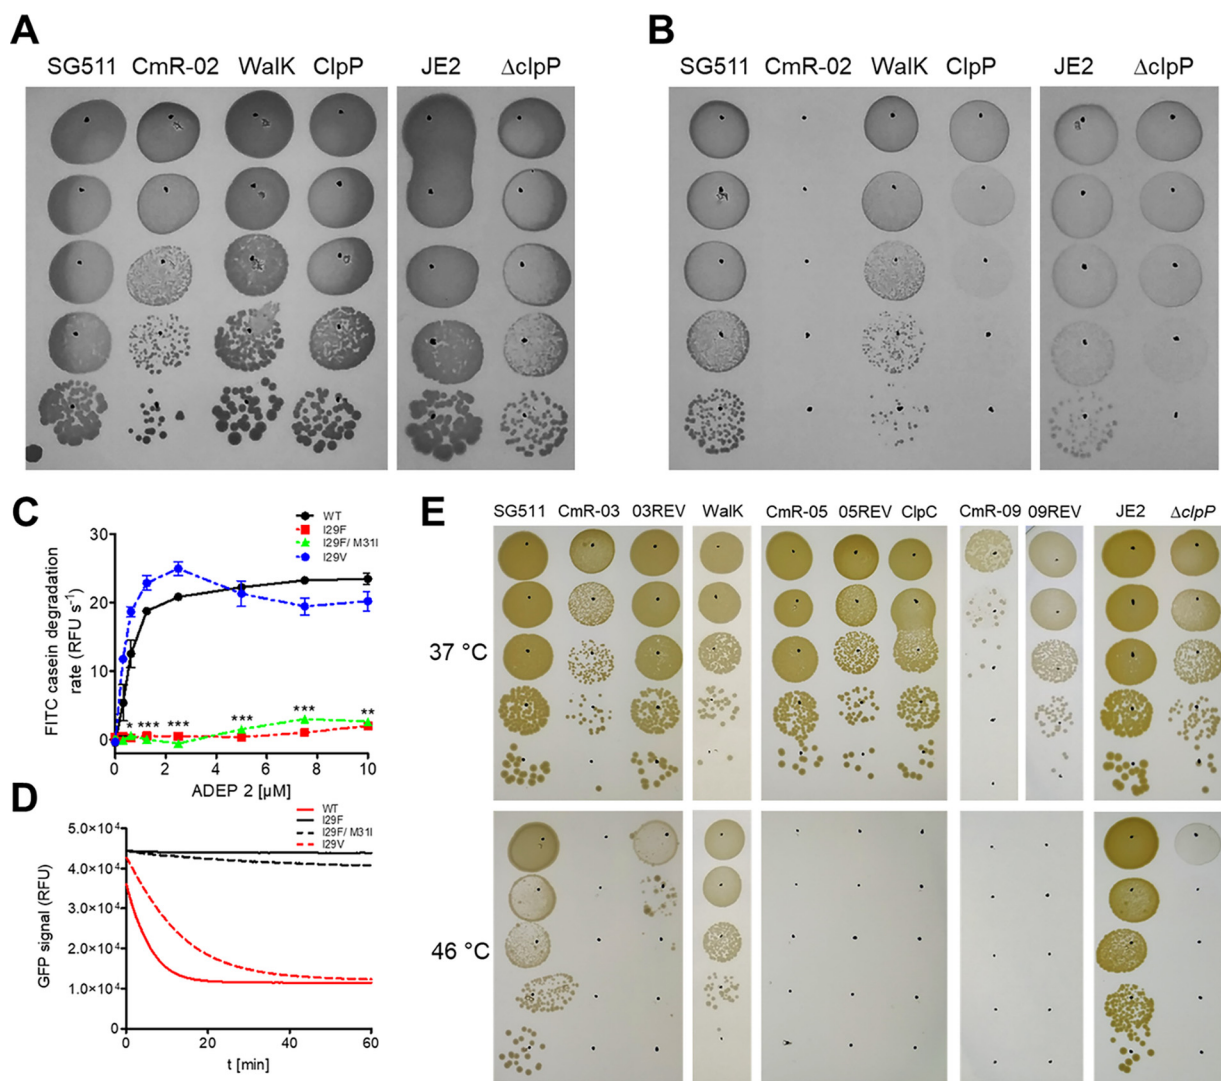 A
SG511 CmR-02 WalK ClpP JE2 ΔclpP
B
SG511 CmR-02 WalK ClpP JE2 ΔclpP
C
WT
I29F
I29F/ M31I
I29V
FITC casein degradation
rate (RFU s⁻¹)
30
20
10
0
* *** *** *** *** **
0 2 4 6 8 10
ADEP 2 [µM]
D
WT
I29F
I29F/ M31I
I29V
GFP signal (RFU)
5.0×10⁴
4.0×10⁴
3.0×10⁴
2.0×10⁴
1.0×10⁴
0
0 20 40 60
t [min]
E
SG511 CmR-03 03REV WalK CmR-05 05REV ClpC CmR-09 09REV JE2 ΔclpP
37 °C
46 °C